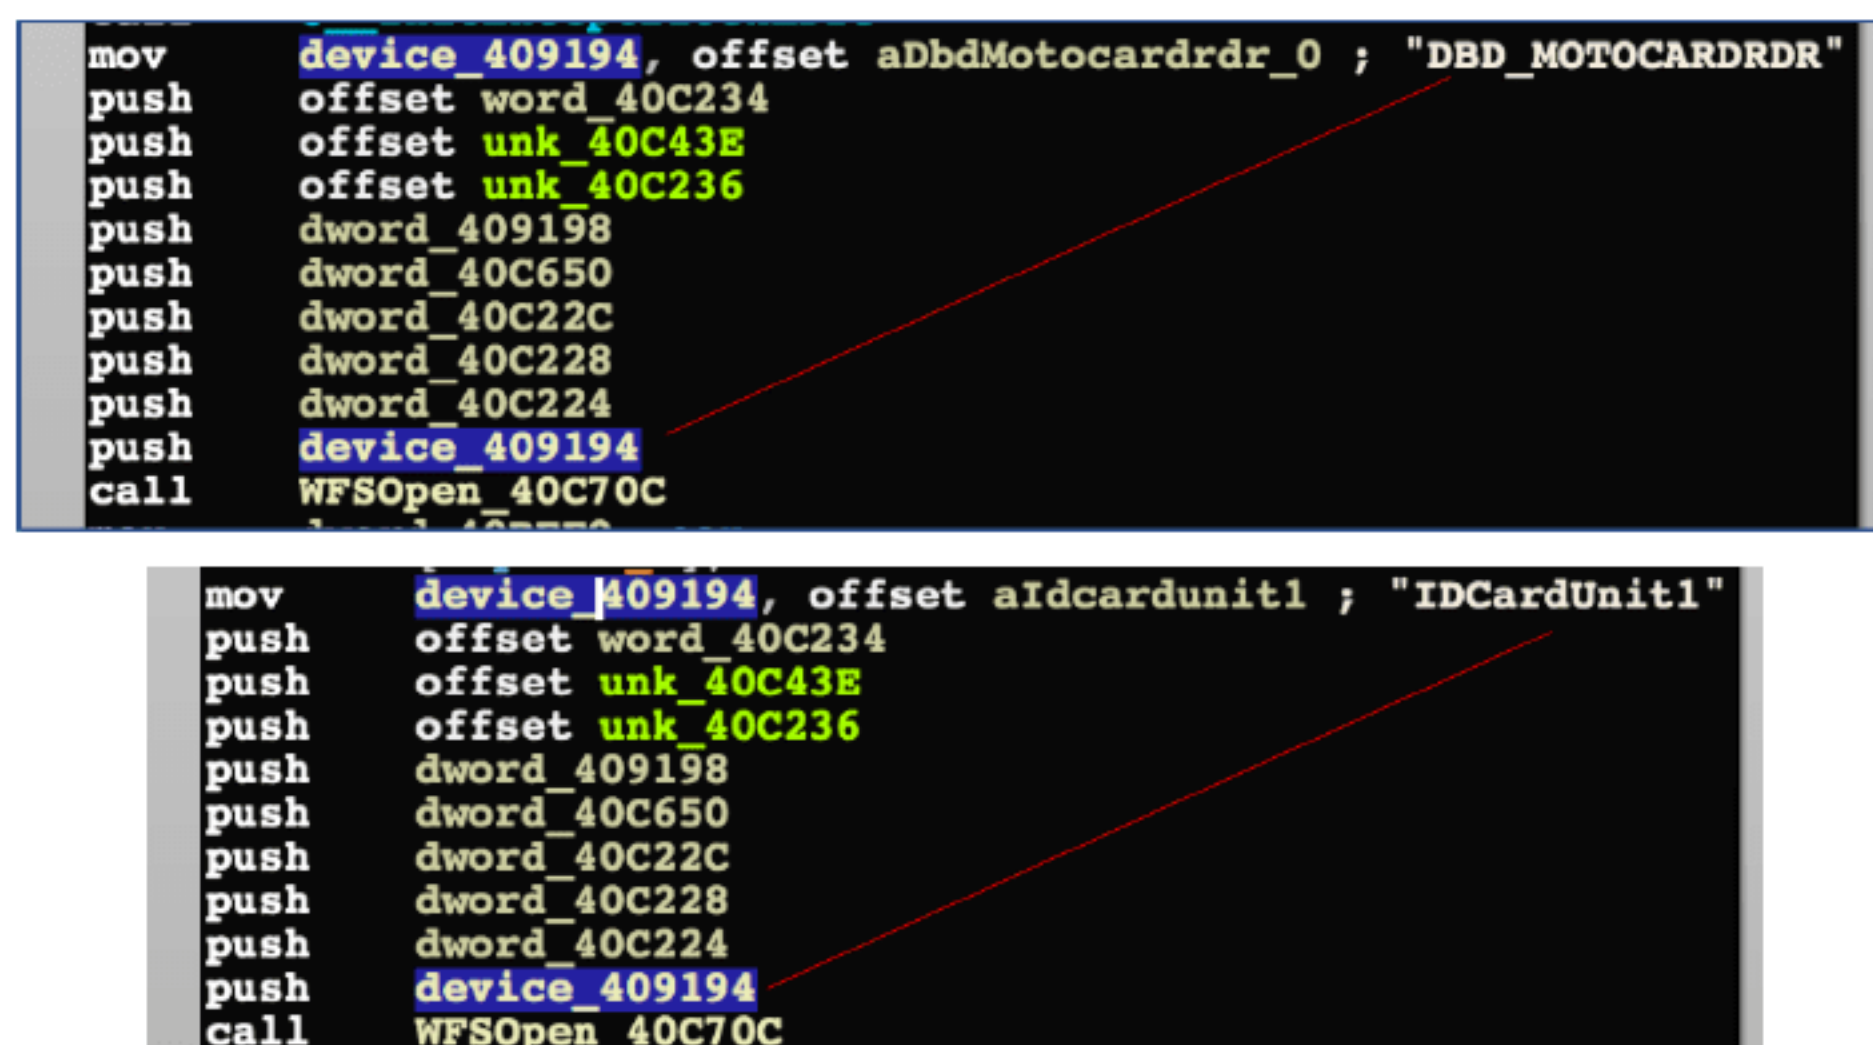 mov device_409194, offset aDbdMotocardrdr_0 ; "DBD_MOTOCARDRDR"
push offset word_40C234
push offset unk_40C43E
push offset unk_40C236
push dword_409198
push dword_40C650
push dword_40C22C
push dword_40C228
push dword_40C224
push device_409194
call WFSOpen_40C70C
mov device_409194, offset aIdcardunit1 ; "IDCardUnit1"
push offset word_40C234
push offset unk_40C43E
push offset unk_40C236
push dword_409198
push dword_40C650
push dword_40C22C
push dword_40C228
push dword_40C224
push device_409194
call WFSOpen_40C70C